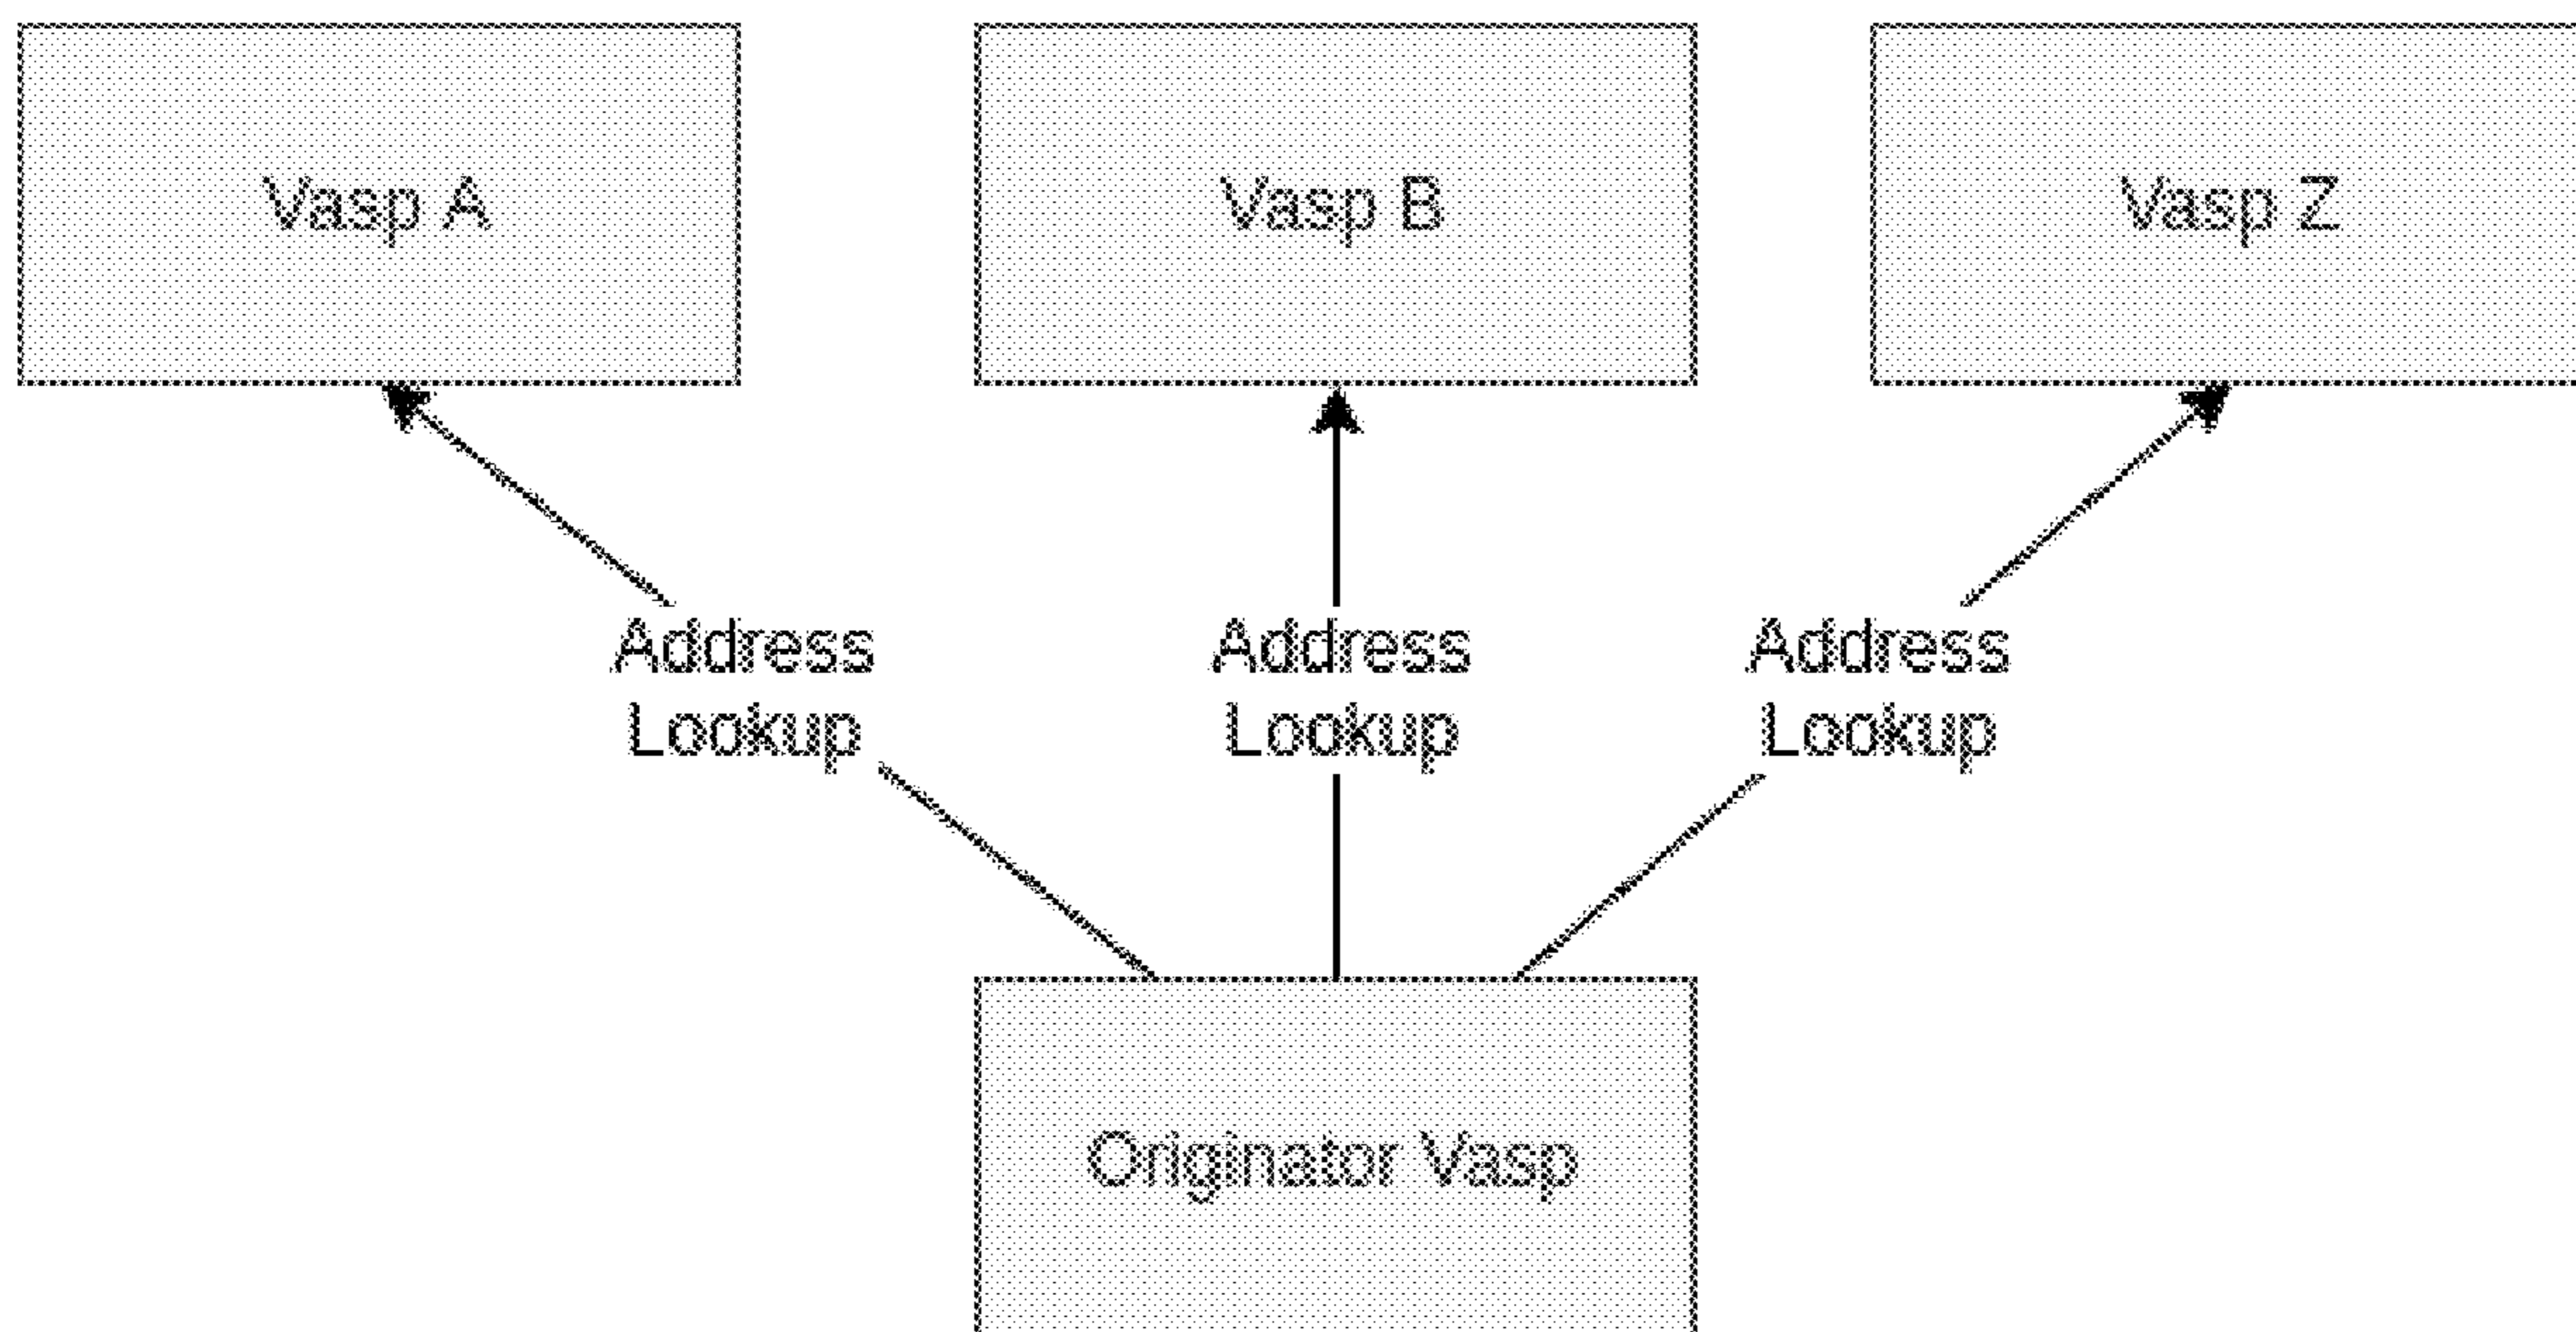 Vasp A
Vasp B
Vasp Z
Address
Lookup
Address
Lookup
Address
Lookup
Originator Vasp